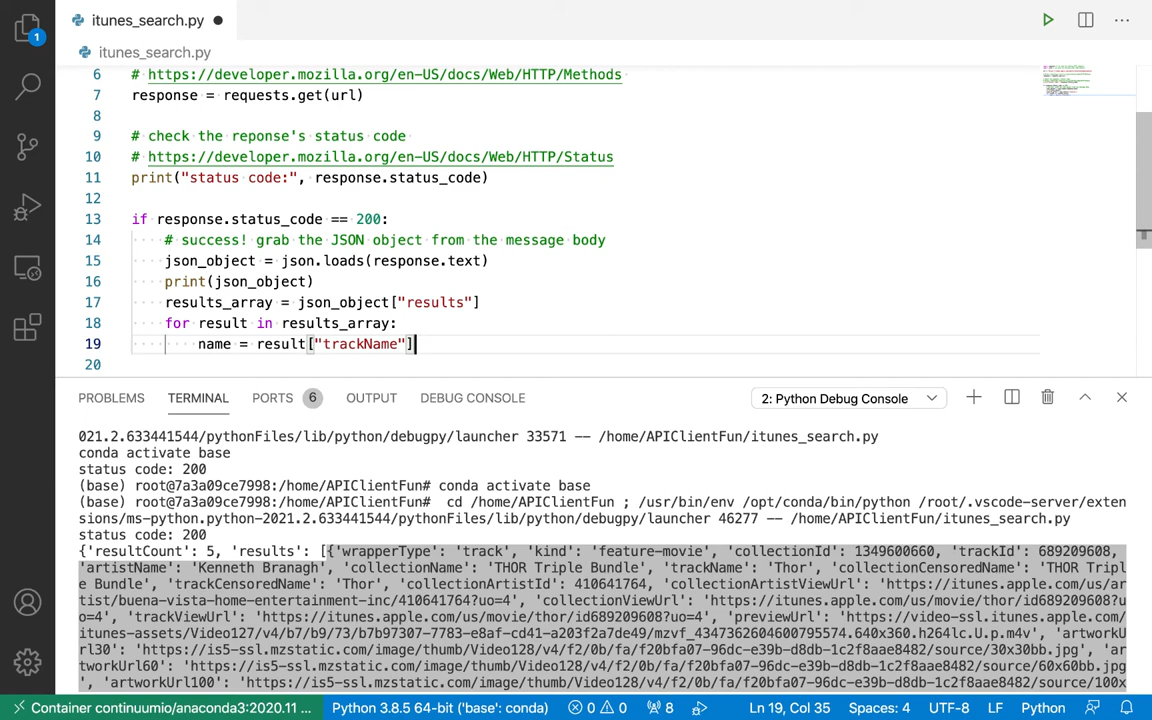 itunes_search.py
1
itunes_search.py
6 # https://developer.mozilla.org/en-US/docs/Web/HTTP/Methods
7 response = requests.get(url)
8
9 # check the reponse's status code
10 # https://developer.mozilla.org/en-US/docs/Web/HTTP/Status
11 print("status code:", response.status_code)
12
13 if response.status_code == 200:
14 # success! grab the JSON object from the message body
15 json_object = json.loads(response.text)
16 print(json_object)
17 results_array = json_object["results"]
18 for result in results_array:
19 name = result["trackName"]
20
PROBLEMS TERMINAL PORTS 6 OUTPUT DEBUG CONSOLE 2: Python Debug Console
021.2.633441544/pythonFiles/lib/python/debugpy/launcher 33571 -- /home/APIClientFun/itunes_search.py
conda activate base
status code: 200
(base) root@7a3a09ce7998:/home/APIClientFun# conda activate base
(base) root@7a3a09ce7998:/home/APIClientFun#  cd /home/APIClientFun ; /usr/bin/env /opt/conda/bin/python /root/.vscode-server/exten
sions/ms-python.python-2021.2.633441544/pythonFiles/lib/python/debugpy/launcher 46277 -- /home/APIClientFun/itunes_search.py
status code: 200
{'resultCount': 5, 'results': [{'wrapperType': 'track', 'kind': 'feature-movie', 'collectionId': 1349600660, 'trackId': 689209608,
'artistName': 'Kenneth Branagh', 'collectionName': 'THOR Triple Bundle', 'trackName': 'Thor', 'collectionCensoredName': 'THOR Tripl
e Bundle', 'trackCensoredName': 'Thor', 'collectionArtistId': 410641764, 'collectionArtistViewUrl': 'https://itunes.apple.com/us/ar
tist/buena-vista-home-entertainment-inc/410641764?uo=4', 'collectionViewUrl': 'https://itunes.apple.com/us/movie/thor/id689209608?u
o=4', 'trackViewUrl': 'https://itunes.apple.com/us/movie/thor/id689209608?uo=4', 'previewUrl': 'https://video-ssl.itunes.apple.com/
itunes-assets/Video127/v4/b7/b9/73/b7b97307-7783-e8af-cd41-a203f2a7de49/mzvf_4347362604600795574.640x360.h264lc.U.p.m4v', 'artworkU
rl30': 'https://is5-ssl.mzstatic.com/image/thumb/Video128/v4/f2/0b/fa/f20bfa07-96dc-e39b-d8db-1c2f8aae8482/source/30x30bb.jpg', 'ar
tworkUrl60': 'https://is5-ssl.mzstatic.com/image/thumb/Video128/v4/f2/0b/fa/f20bfa07-96dc-e39b-d8db-1c2f8aae8482/source/60x60bb.jpg
', 'artworkUrl100': 'https://is5-ssl.mzstatic.com/image/thumb/Video128/v4/f2/0b/fa/f20bfa07-96dc-e39b-d8db-1c2f8aae8482/source/100x
Container continuumio/anaconda3:2020.11 ... Python 3.8.5 64-bit ('base': conda) 0 0 8 Ln 19, Col 35 Spaces: 4 UTF-8 LF Python